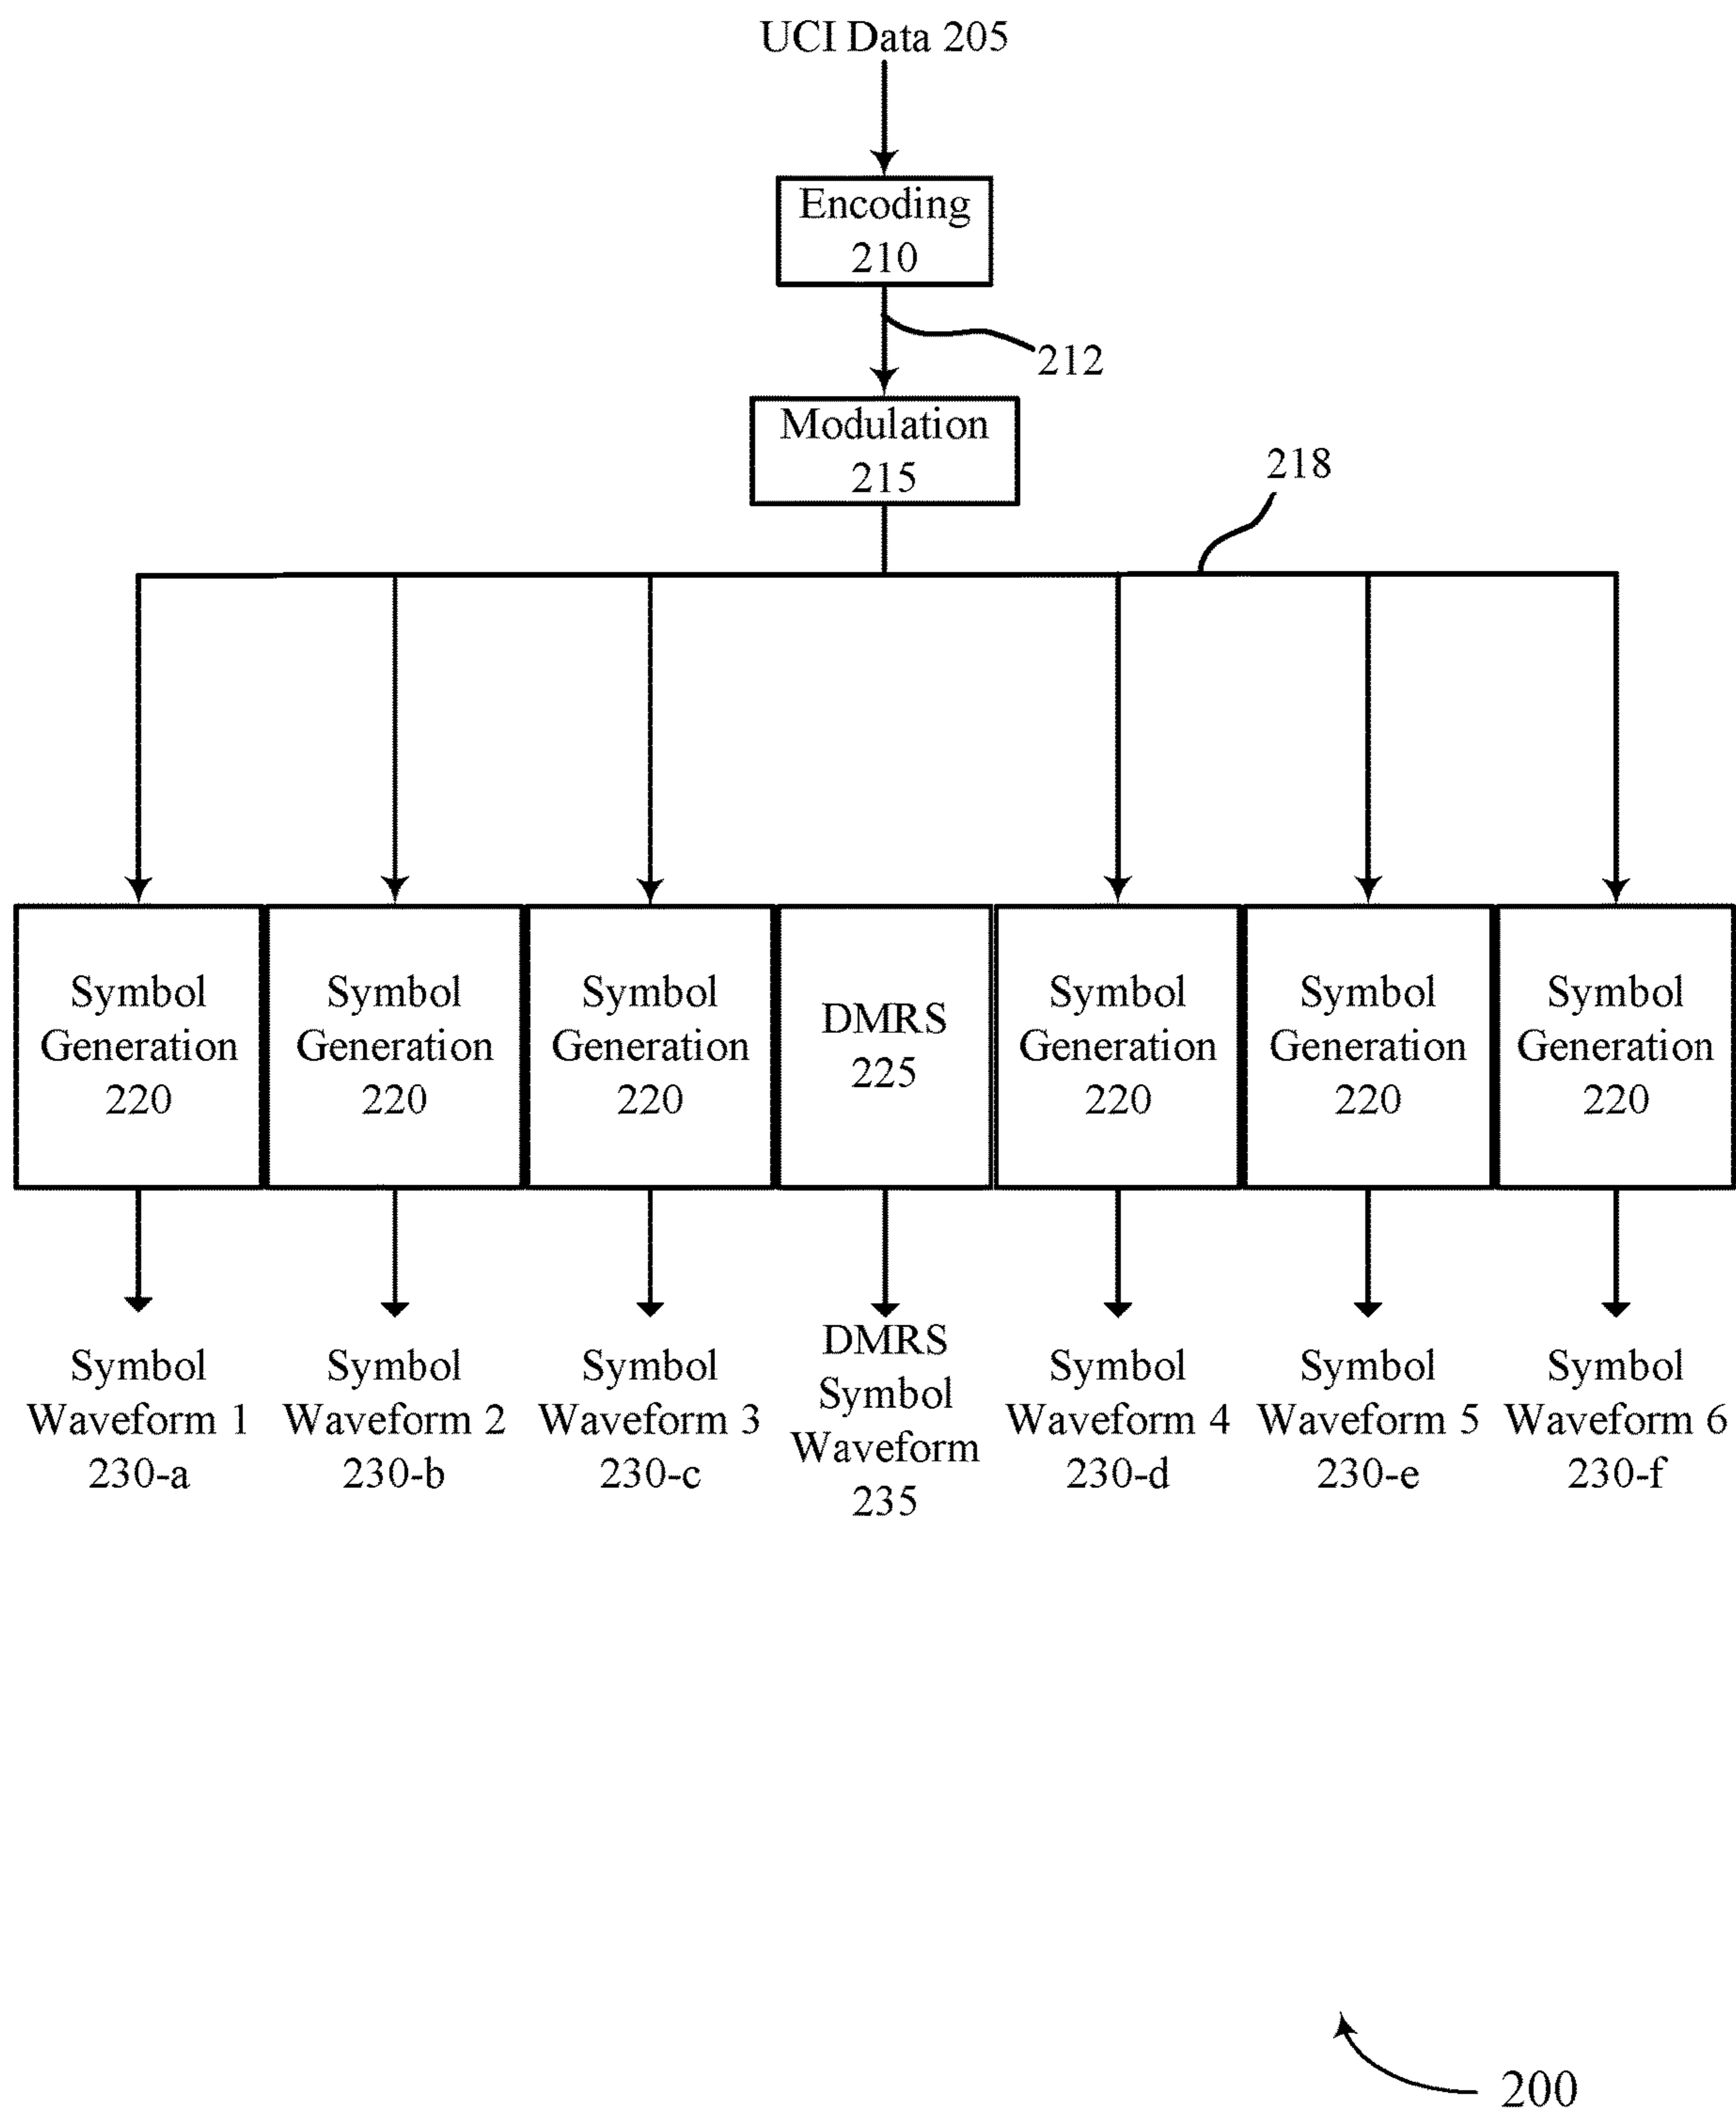 UCI Data 205
Encoding
210
212
Modulation
215
218
Symbol
Generation
220
Symbol
Generation
220
Symbol
Generation
220
DMRS
225
Symbol
Generation
220
Symbol
Generation
220
Symbol
Generation
220
Symbol
Waveform 1
230-a
Symbol
Waveform 2
230-b
Symbol
Waveform 3
230-c
DMRS
Symbol
Waveform
235
Symbol
Waveform 4
230-d
Symbol
Waveform 5
230-e
Symbol
Waveform 6
230-f
200